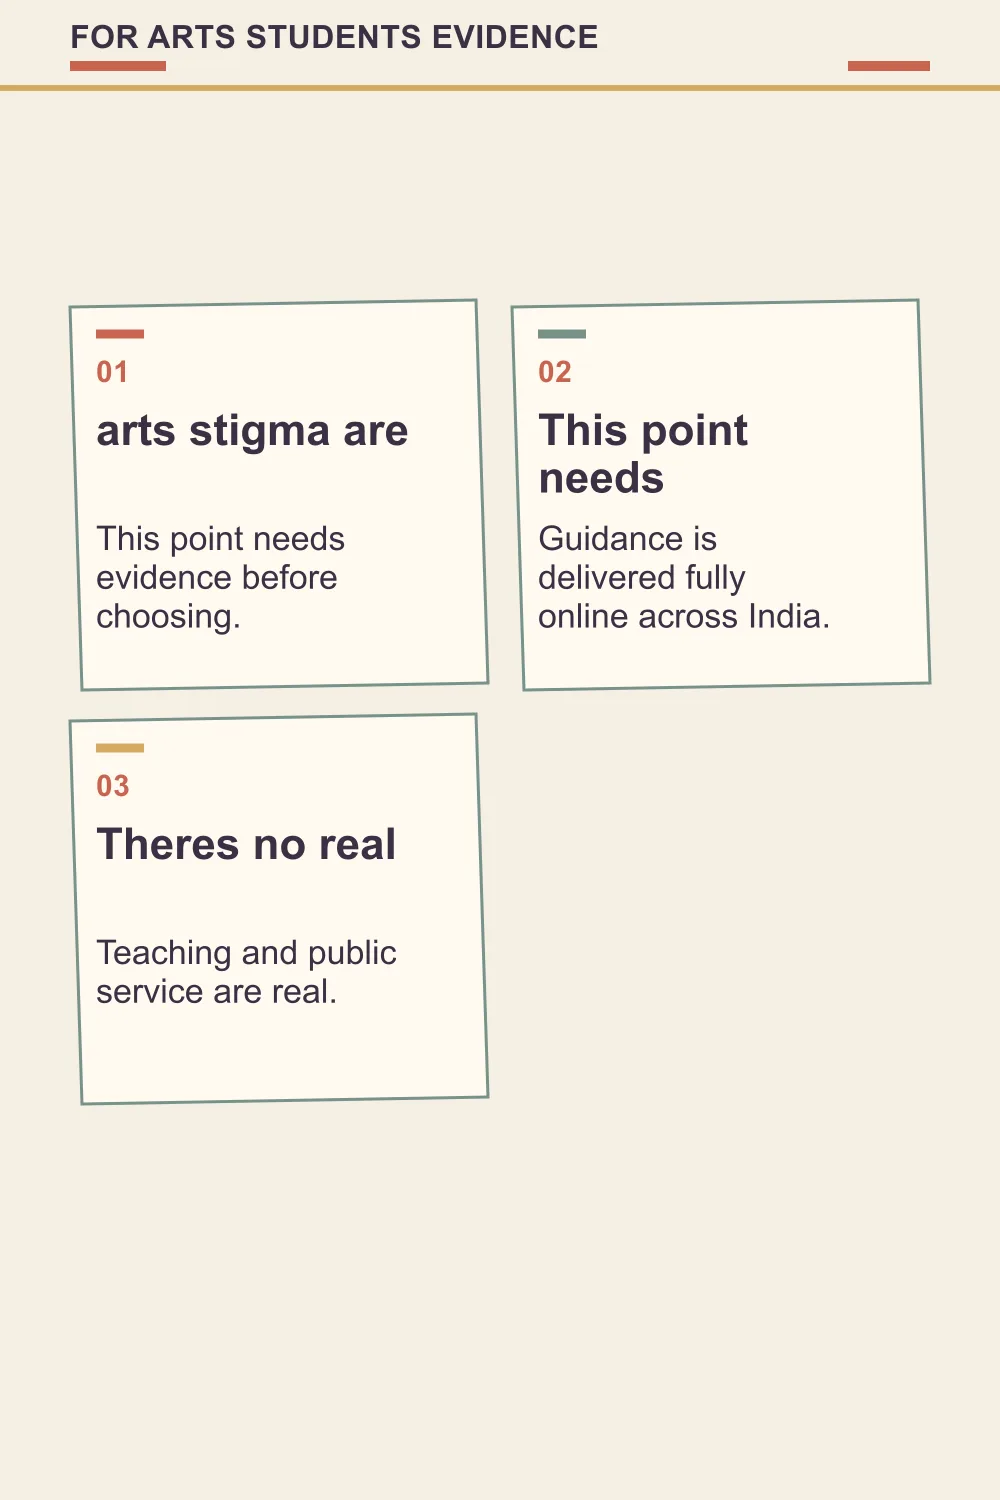 FOR ARTS STUDENTS EVIDENCE
01
arts stigma are
This point needs
evidence before
choosing.
02
This point
needs
Guidance is
delivered fully
online across India.
03
Theres no real
Teaching and public
service are real.